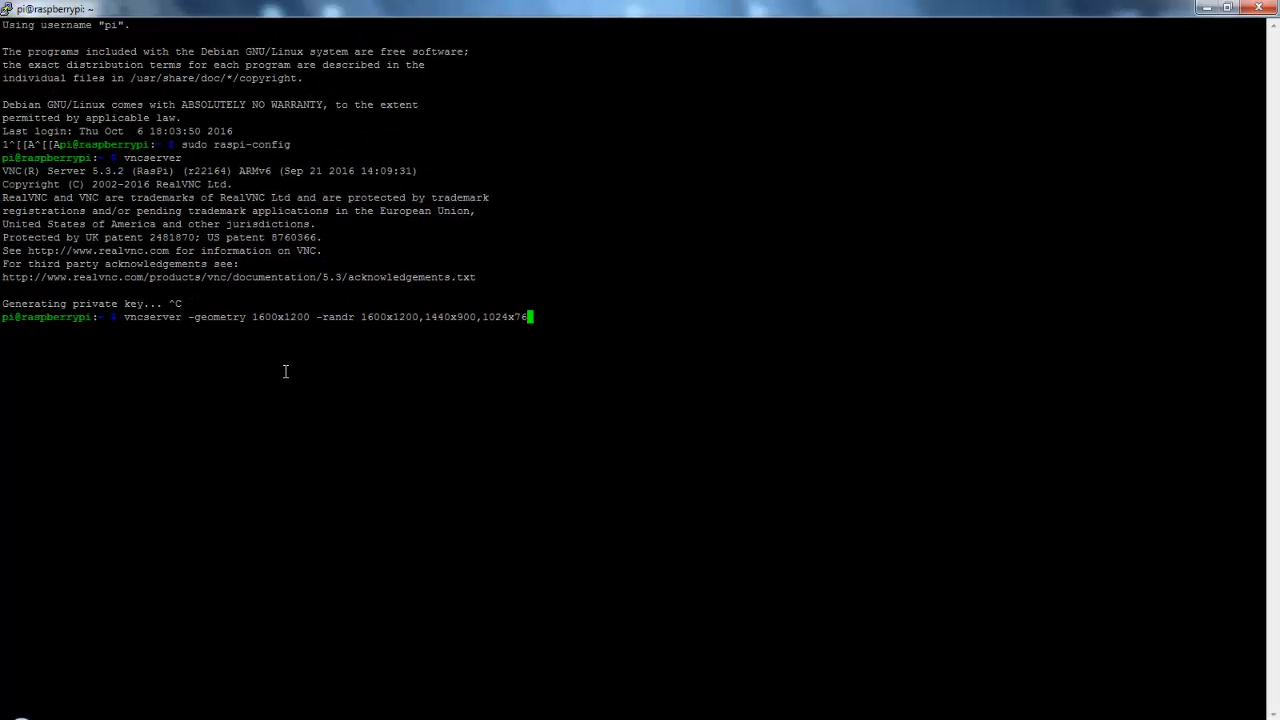 pi@raspberrypi: ~
Using username "pi".
The programs included with the Debian GNU/Linux system are free software;
the exact distribution terms for each program are described in the
individual files in /usr/share/doc/*/copyright.
Debian GNU/Linux comes with ABSOLUTELY NO WARRANTY, to the extent
permitted by applicable law.
Last login: Thu Oct  6 18:03:50 2016
1^[[A^[[Api@raspberrypi:~ $ sudo raspi-config
pi@raspberrypi:~ $ vncserver
VNC(R) Server 5.3.2 (RasPi) (r22164) ARMv6 (Sep 21 2016 14:09:31)
Copyright (C) 2002-2016 RealVNC Ltd.
RealVNC and VNC are trademarks of RealVNC Ltd and are protected by trademark
registrations and/or pending trademark applications in the European Union,
United States of America and other jurisdictions.
Protected by UK patent 2481870; US patent 8760366.
See http://www.realvnc.com for information on VNC.
For third party acknowledgements see:
http://www.realvnc.com/products/vnc/documentation/5.3/acknowledgements.txt
Generating private key... ^C
pi@raspberrypi:~ $ vncserver -geometry 1600x1200 -randr 1600x1200,1440x900,1024x76